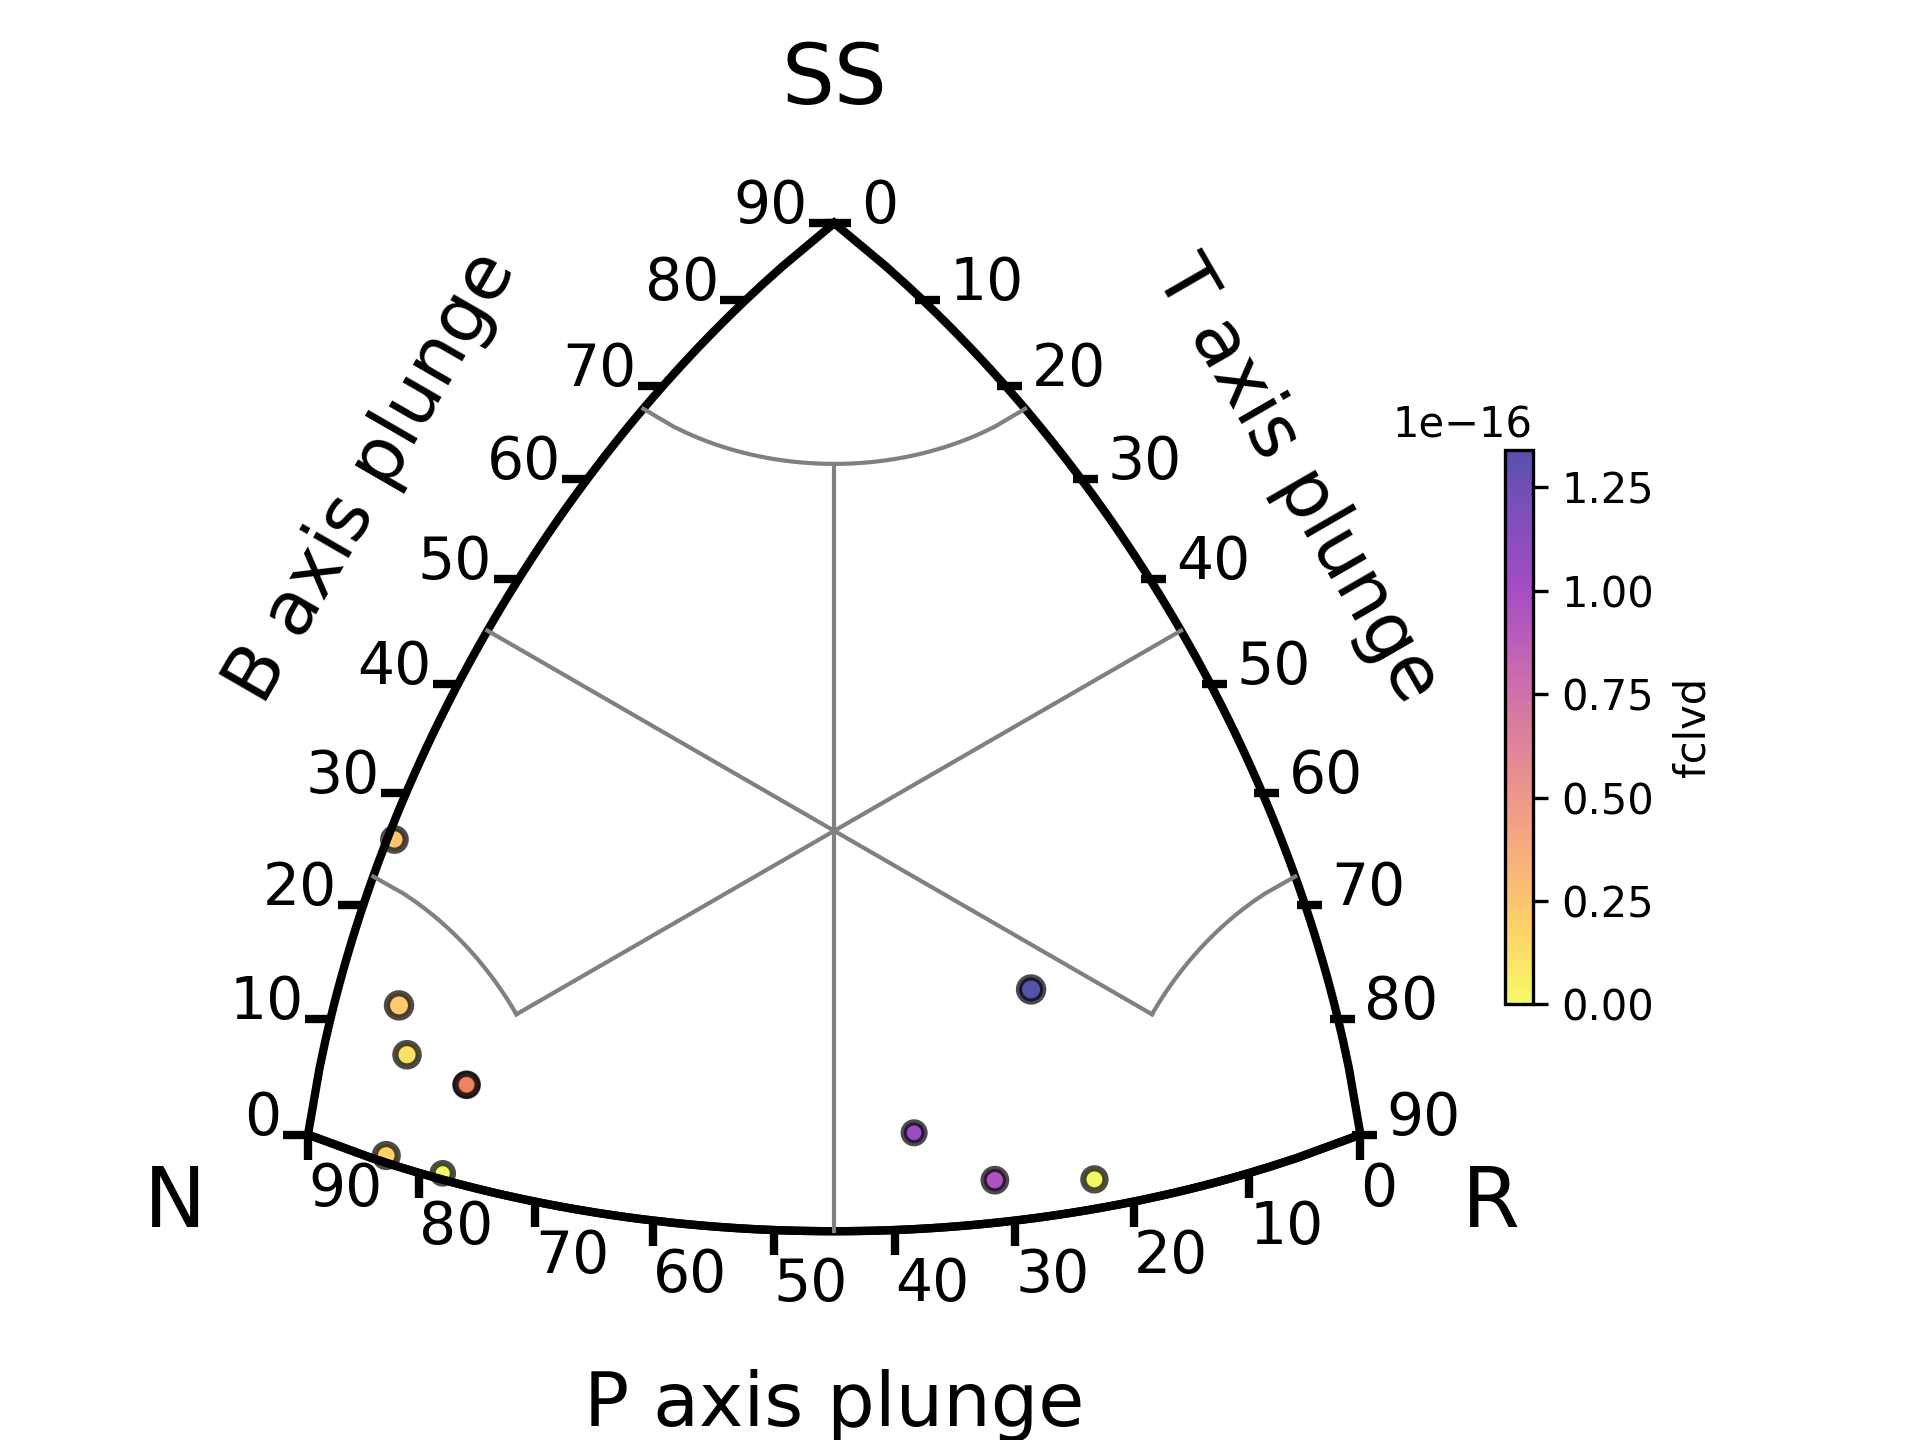 SS
90 0
80 10
70 20
60 30
50 40
40 50
30 60
20 70
10 80
0 90
B axis plunge
T axis plunge
N
R
90 80 70 60 50 40 30 20 10 0
P axis plunge
1e−16
1.25
1.00
0.75
0.50
0.25
0.00
fclvd